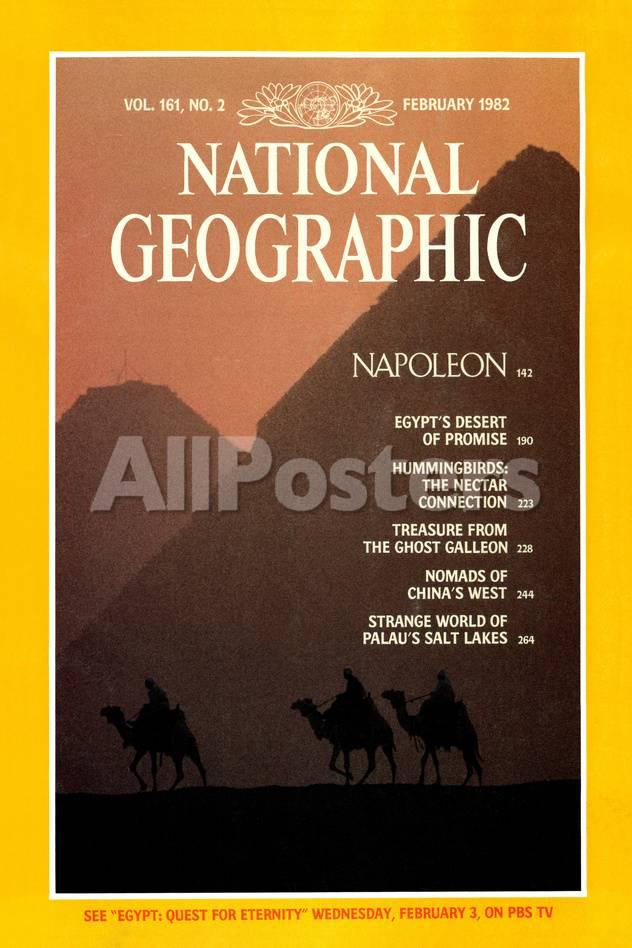 VOL. 161, NO. 2 FEBRUARY 1982
NATIONAL
GEOGRAPHIC
NAPOLEON 142
EGYPT'S DESERT
OF PROMISE 190
HUMMINGBIRDS:
THE NECTAR
CONNECTION 223
TREASURE FROM
THE GHOST GALLEON 228
NOMADS OF
CHINA'S WEST 244
STRANGE WORLD OF
PALAU'S SALT LAKES 264
AllPosters
SEE "EGYPT: QUEST FOR ETERNITY" WEDNESDAY, FEBRUARY 3, ON PBS TV